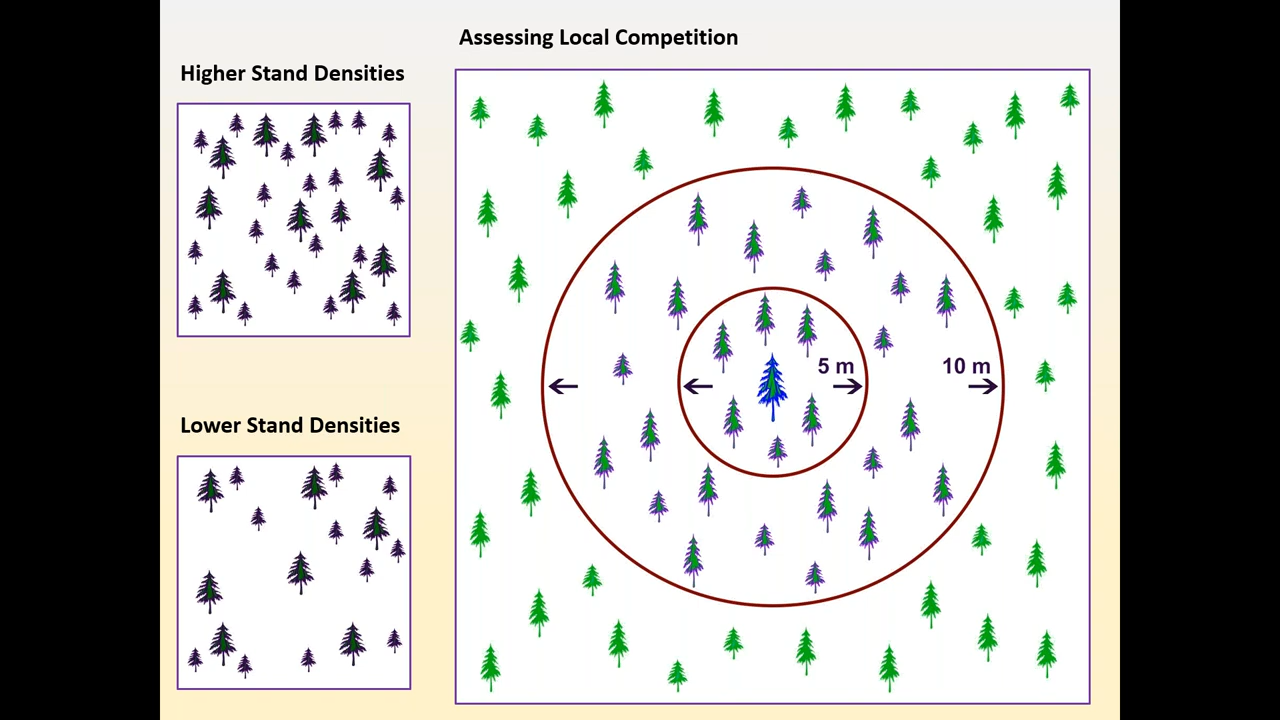 Assessing Local Competition
Higher Stand Densities
5 m
10 m
Lower Stand Densities